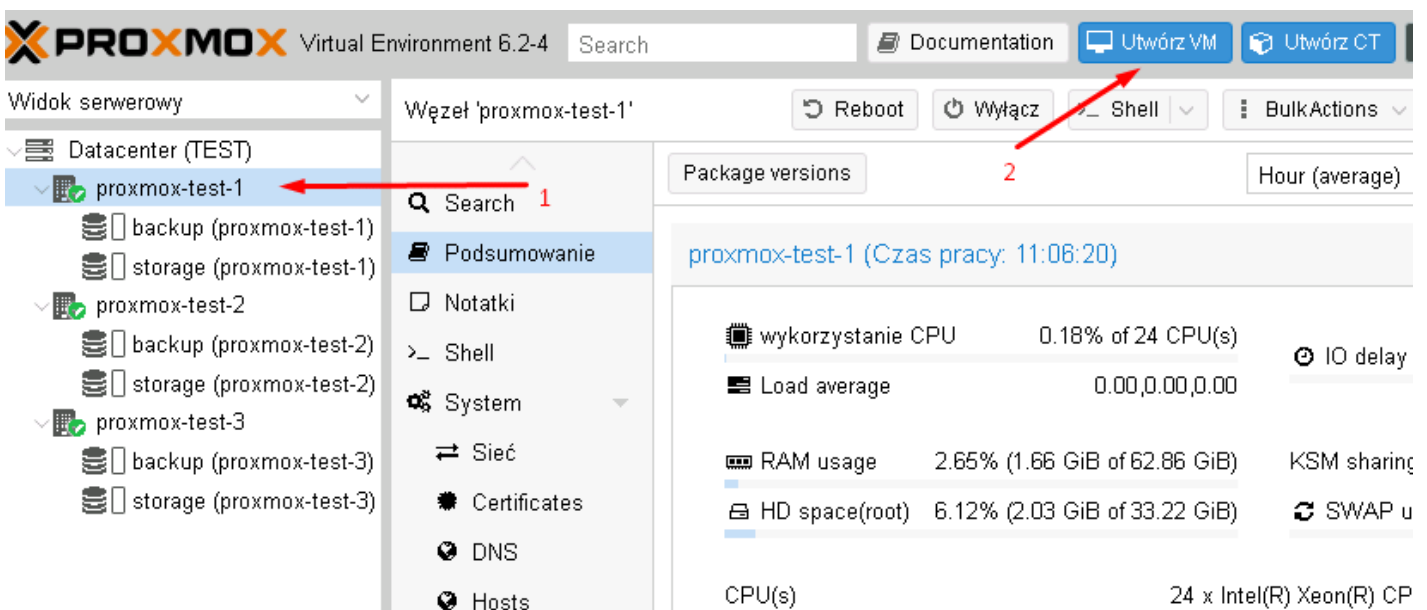 PROXMOX Virtual Environment 6.2-4 Search Documentation Utwórz VM Utwórz CT
Widok serwerowy
Datacenter (TEST)
proxmox-test-1
backup (proxmox-test-1)
storage (proxmox-test-1)
proxmox-test-2
backup (proxmox-test-2)
storage (proxmox-test-2)
proxmox-test-3
backup (proxmox-test-3)
storage (proxmox-test-3)
Węzeł 'proxmox-test-1' Reboot Wyłącz >_ Shell BulkActions
1
2
Search
Podsumowanie
Notatki
>_ Shell
System
Sieć
Certificates
DNS
Hosts
Package versions Hour (average)
proxmox-test-1 (Czas pracy: 11:06:20)
wykorzystanie CPU 0.18% of 24 CPU(s)
IO delay
Load average 0.00,0.00,0.00
RAM usage 2.65% (1.66 GiB of 62.86 GiB) KSM sharing
HD space(root) 6.12% (2.03 GiB of 33.22 GiB) SWAP u
CPU(s) 24 x Intel(R) Xeon(R) CP